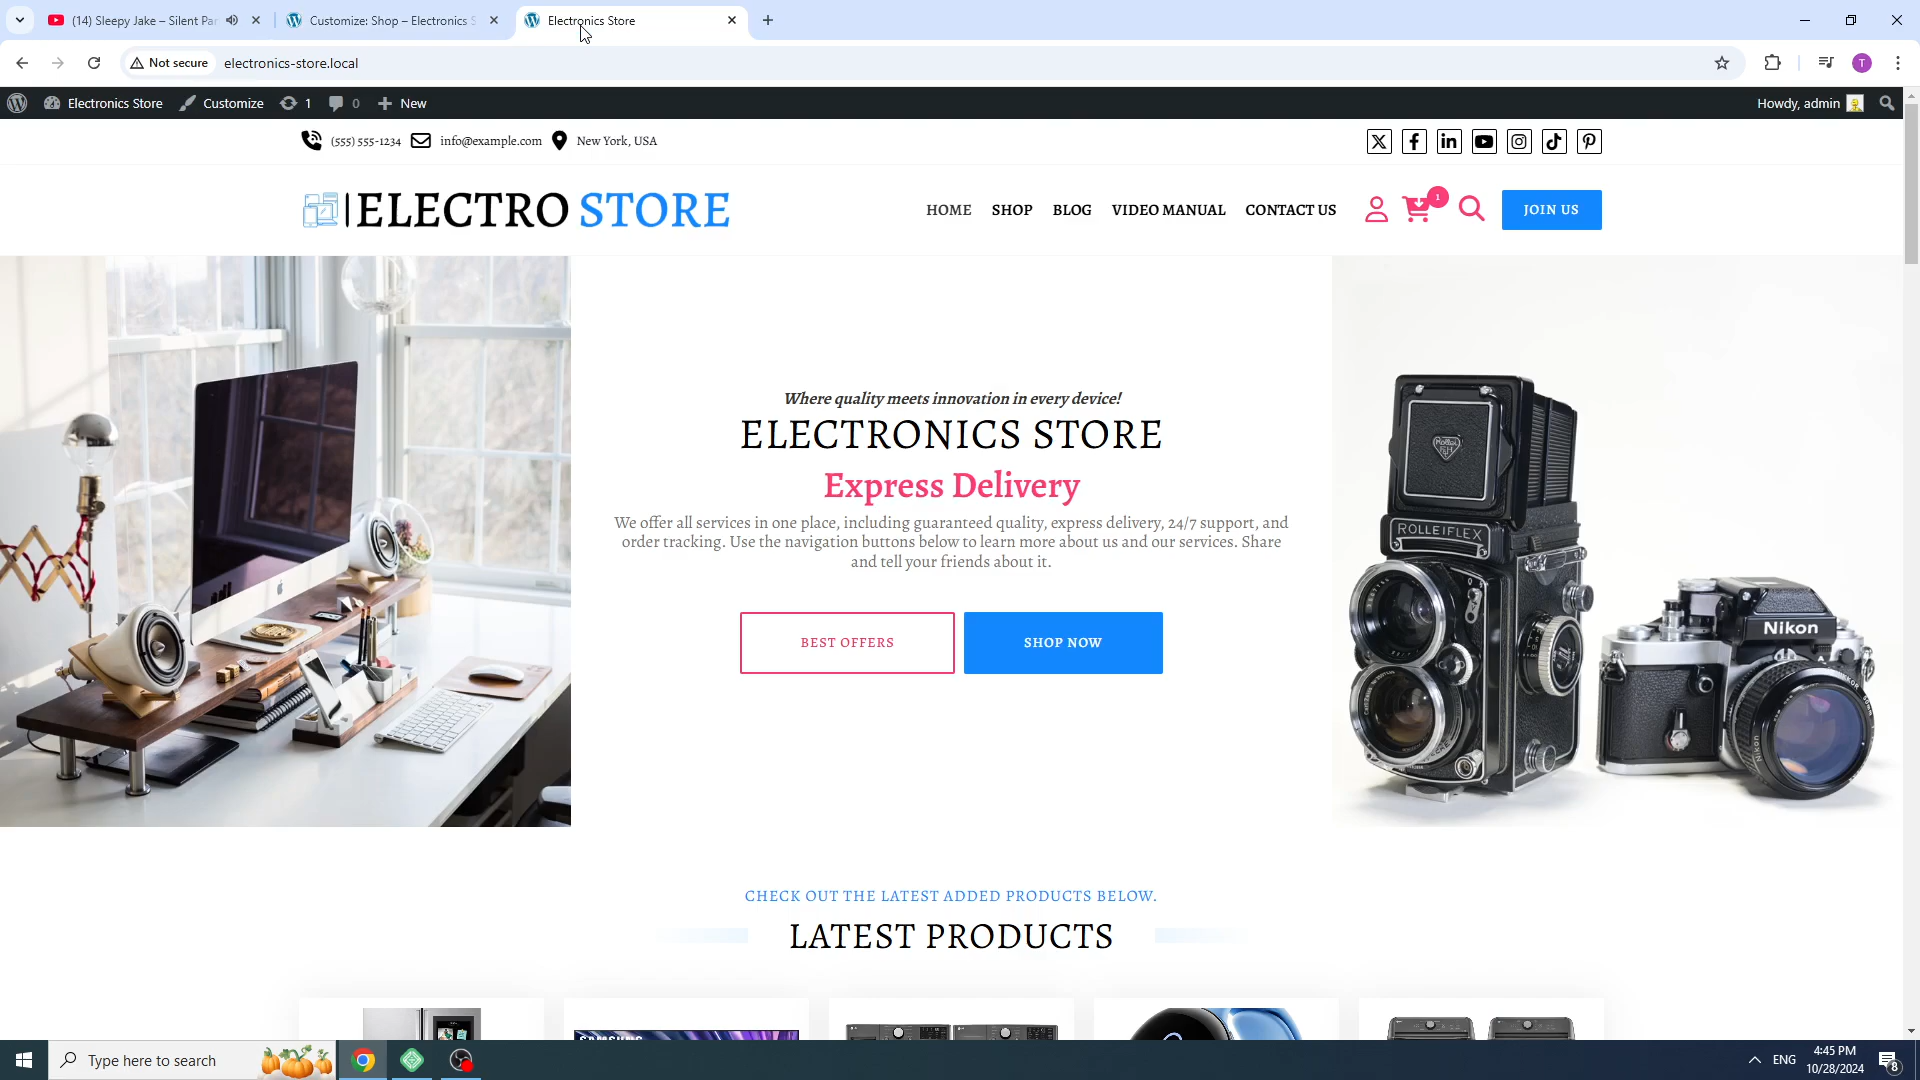 (14) Sleepy Jake – Silent Par
Customize: Shop – Electronics S
Electronics Store
Not secure
electronics-store.local
T
Electronics Store
Customize
1
0
New
Howdy, admin
(555) 555-1234
info@example.com
New York, USA
ELECTRO STORE
HOME
SHOP
BLOG
VIDEO MANUAL
CONTACT US
1
JOIN US
Where quality meets innovation in every device!
ELECTRONICS STORE
Express Delivery
We offer all services in one place, including guaranteed quality, express delivery, 24/7 support, and
order tracking. Use the navigation buttons below to learn more about us and our services. Share
and tell your friends about it.
BEST OFFERS
SHOP NOW
ROLLEIFLEX
Nikon
CHECK OUT THE LATEST ADDED PRODUCTS BELOW.
LATEST PRODUCTS
Type here to search
ENG
4:45 PM
10/28/2024
8